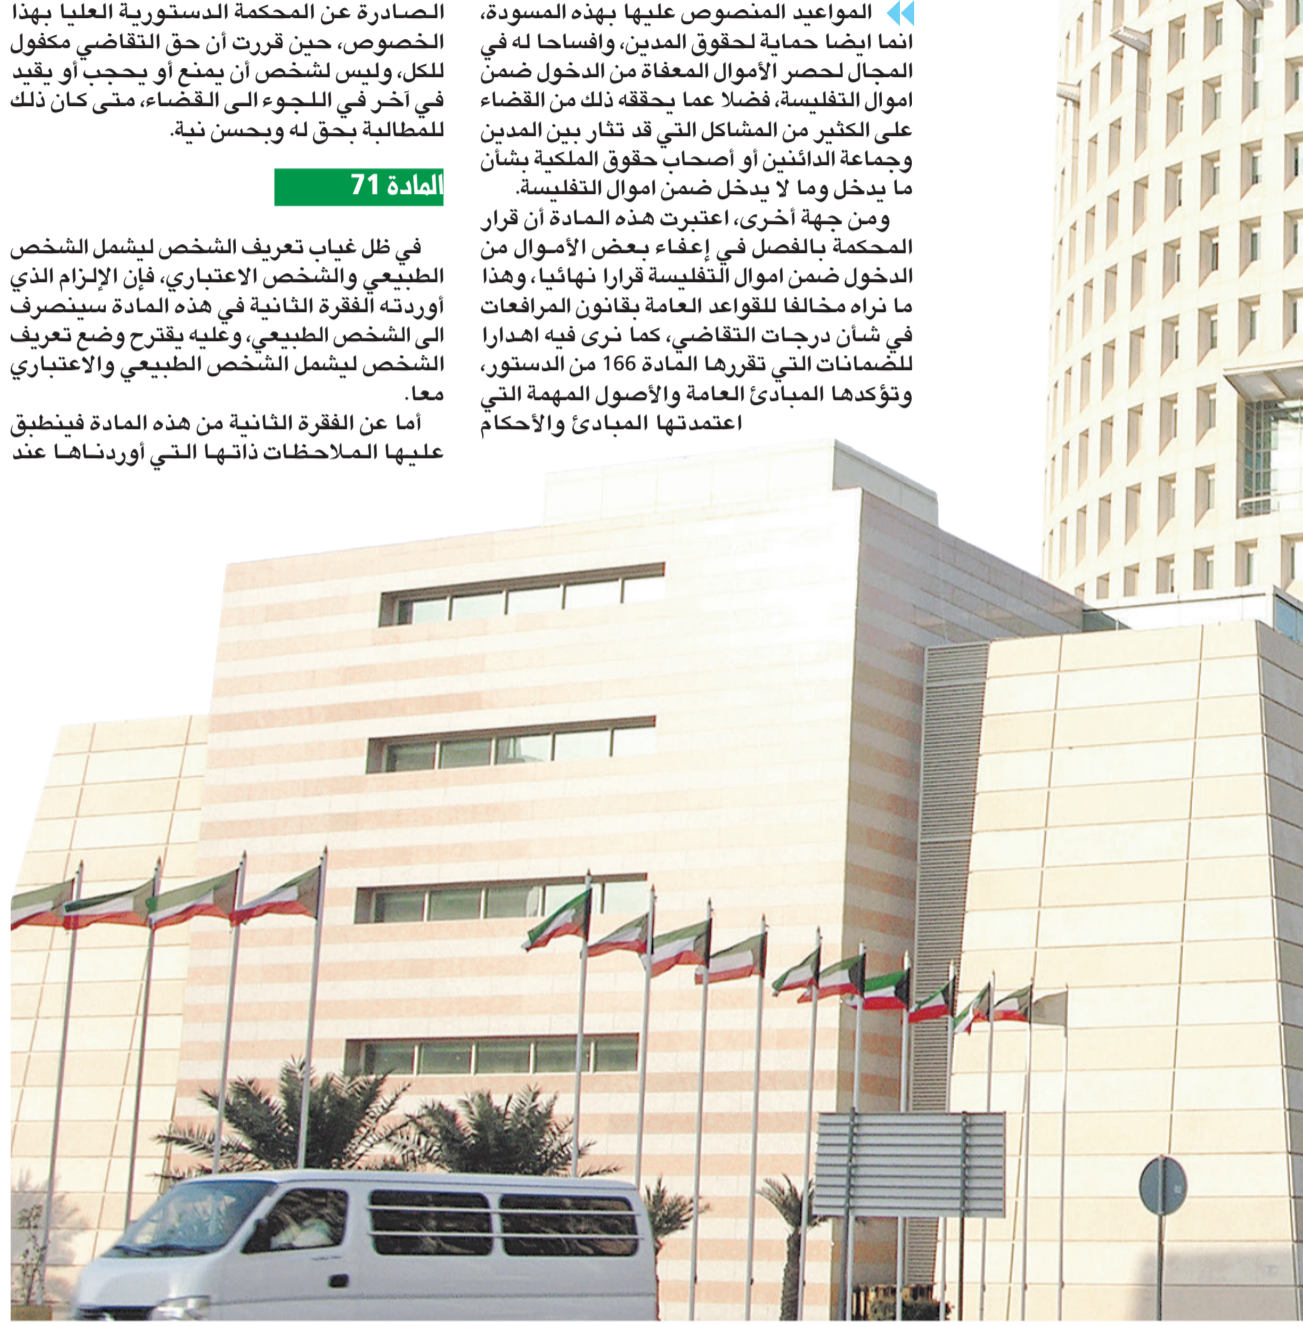 المواعيد المنصوص عليها بهذه المسودة،
انما ايضا حماية لحقوق المدين، وافساحا له في
المجال لحصر الأموال المعفاة من الدخول ضمن
اموال التفليسة، فضلا عما يحققه ذلك من القضاء
على الكثير من المشاكل التي قد تثار بين المدين
وجماعة الدائنين أو أصحاب حقوق الملكية بشأن
ما يدخل وما لا يدخل ضمن اموال التفليسة.
ومن جهة أخرى، اعتبرت هذه المادة أن قرار
المحكمة بالفصل في إعفاء بعض الأموال من
الدخول ضمن اموال التفليسة قرارا نهائيا، وهذا
ما نراه مخالفا للقواعد العامة بقانون المرافعات
في شأن درجات التقاضي، كما نرى فيه اهدارا
للضمانات التي تقررها المادة 166 من الدستور،
وتؤكدها المبادئ العامة والأصول المهمة التي
اعتمدتها المبادئ والأحكام
الصادرة عن المحكمة الدستورية العليا بهذا
الخصوص، حين قررت أن حق التقاضي مكفول
للكل، وليس لشخص أن يمنع أو يحجب أو يقيد
في آخر في اللجوء الى القضاء، متى كان ذلك
للمطالبة بحق له وبحسن نية.
المادة 71
في ظل غياب تعريف الشخص ليشمل الشخص
الطبيعي والشخص الاعتباري، فإن الإلزام الذي
أوردته الفقرة الثانية في هذه المادة سينصرف
الى الشخص الطبيعي، وعليه يقترح وضع تعريف
الشخص ليشمل الشخص الطبيعي والاعتباري
معا.
أما عن الفقرة الثانية من هذه المادة فينطبق
عليها الملاحظات ذاتها التي أوردناها عند